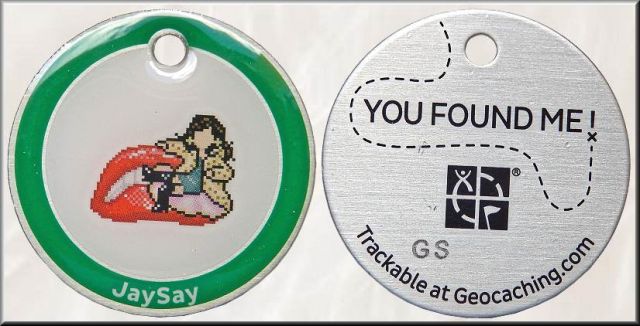 JaySay
YOU FOUND ME!
®
GS
Trackable at Geocaching.com